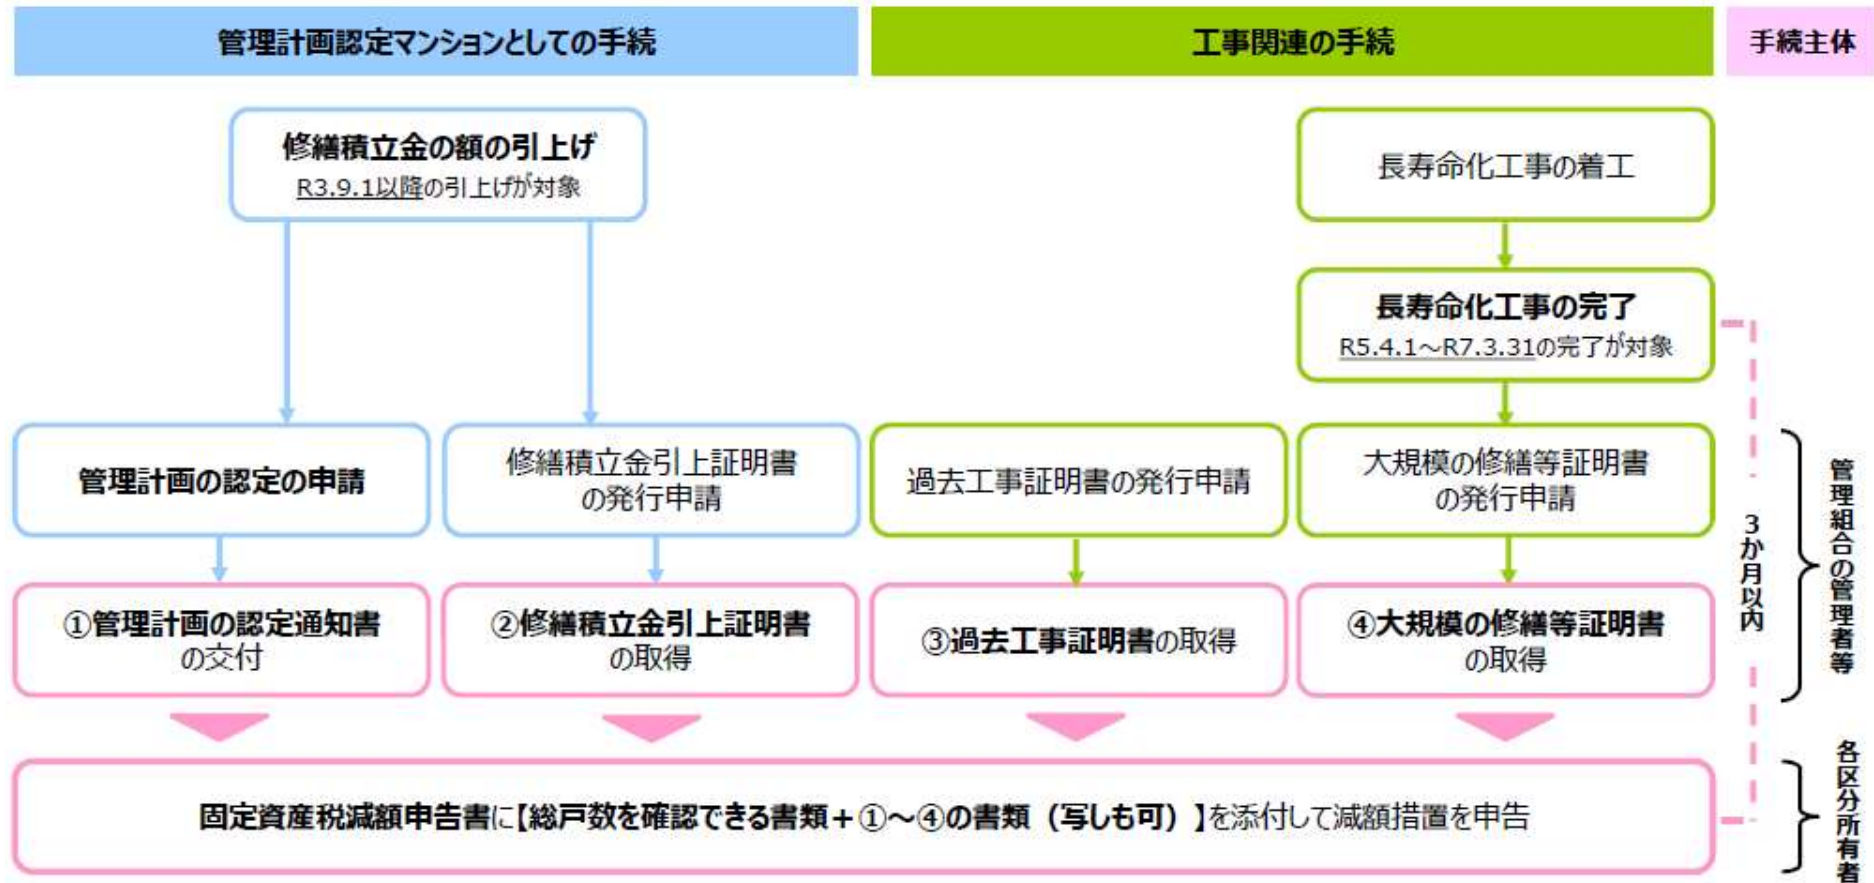 管理計画認定マンションとしての手続
工事関連の手続
手続主体
修繕積立金の額の引上げ
R3.9.1以降の引上げが対象
長寿命化工事の着工
長寿命化工事の完了
R5.4.1～R7.3.31の完了が対象
管理計画の認定の申請
修繕積立金引上証明書
の発行申請
過去工事証明書の発行申請
大規模の修繕等証明書
の発行申請
①管理計画の認定通知書
の交付
②修繕積立金引上証明書
の取得
③過去工事証明書の取得
④大規模の修繕等証明書
の取得
3か月以内
管理組合の管理者等
固定資産税減額申告書に【総戸数を確認できる書類＋①～④の書類（写しも可）】を添付して減額措置を申告
各区分所有者